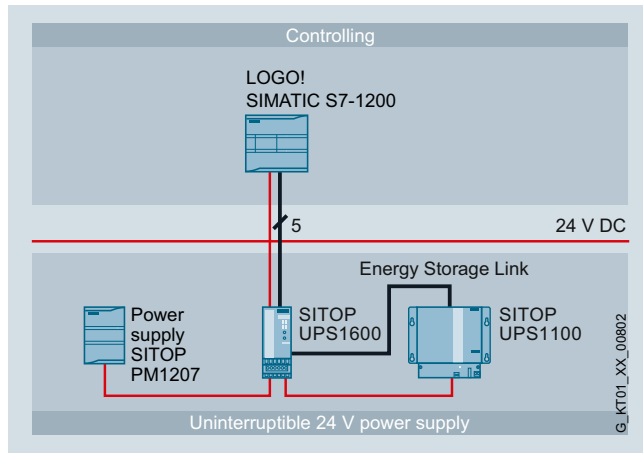 Controlling
LOGO!
SIMATIC S7-1200
5
24 V DC
Energy Storage Link
Power
supply
SITOP
PM1207
SITOP
UPS1600
SITOP
UPS1100
Uninterruptible 24 V power supply
G_KT01_XX_00802